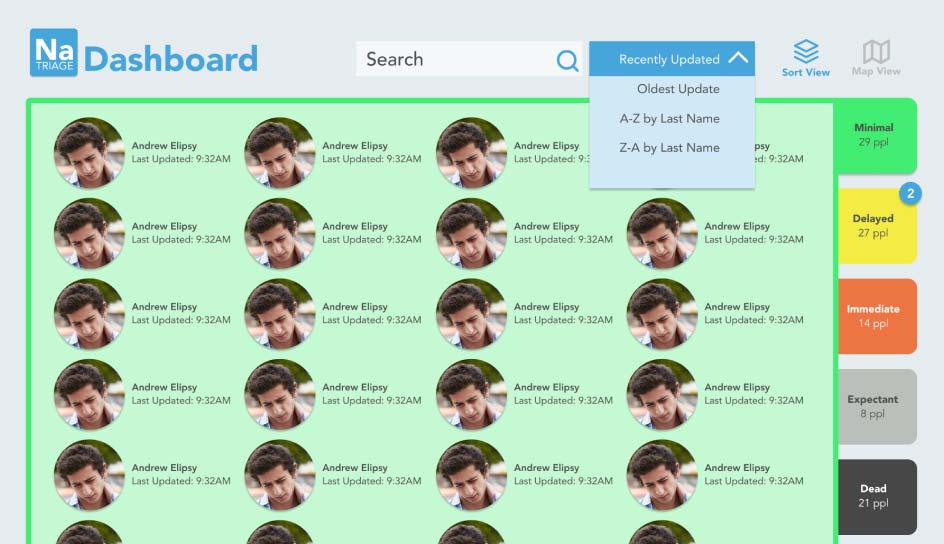 Na
TRIAGE
Dashboard
Search
Recently Updated
Oldest Update
A-Z by Last Name
Z-A by Last Name
Sort View
Map View
Andrew Elipsy
Last Updated: 9:32AM
Andrew Elipsy
Last Updated: 9:32AM
Andrew Elipsy
Last Updated: 9:3
psy
9:32AM
Andrew Elipsy
Last Updated: 9:32AM
Andrew Elipsy
Last Updated: 9:32AM
Andrew Elipsy
Last Updated: 9:32AM
Andrew Elipsy
Last Updated: 9:32AM
Andrew Elipsy
Last Updated: 9:32AM
Andrew Elipsy
Last Updated: 9:32AM
Andrew Elipsy
Last Updated: 9:32AM
Andrew Elipsy
Last Updated: 9:32AM
Andrew Elipsy
Last Updated: 9:32AM
Andrew Elipsy
Last Updated: 9:32AM
Andrew Elipsy
Last Updated: 9:32AM
Andrew Elipsy
Last Updated: 9:32AM
Andrew Elipsy
Last Updated: 9:32AM
Andrew Elipsy
Last Updated: 9:32AM
Andrew Elipsy
Last Updated: 9:32AM
Andrew Elipsy
Last Updated: 9:32AM
Minimal
29 ppl
2
Delayed
27 ppl
Immediate
14 ppl
Expectant
8 ppl
Dead
21 ppl